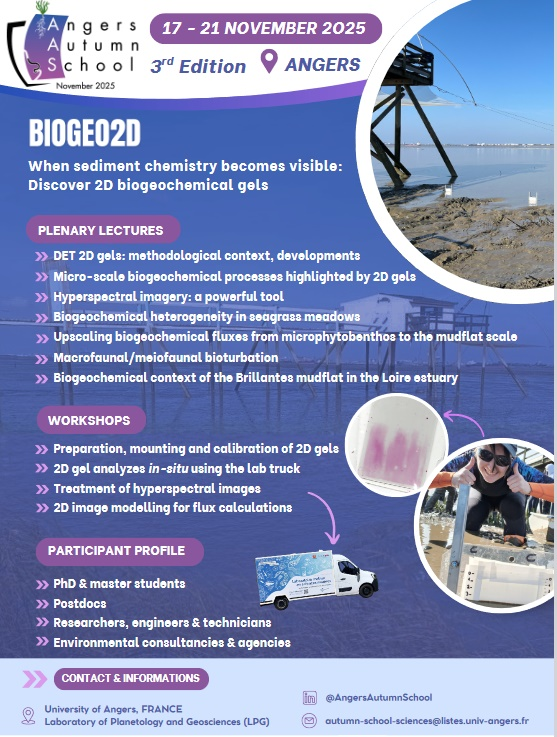 Angers
Autumn
School
November 2025
17 – 21 NOVEMBER 2025
3rd Edition ANGERS
BIOGEO2D
When sediment chemistry becomes visible:
Discover 2D biogeochemical gels
PLENARY LECTURES
DET 2D gels: methodological context, developments
Micro-scale biogeochemical processes highlighted by 2D gels
Hyperspectral imagery: a powerful tool
Biogeochemical heterogeneity in seagrass meadows
Upscaling biogeochemical fluxes from microphytobenthos to the mudflat scale
Macrofaunal/meiofaunal bioturbation
Biogeochemical context of the Brillantes mudflat in the Loire estuary
WORKSHOPS
Preparation, mounting and calibration of 2D gels
2D gel analyzes in-situ using the lab truck
Treatment of hyperspectral images
2D image modelling for flux calculations
PARTICIPANT PROFILE
PhD & master students
Postdocs
Researchers, engineers & technicians
Environmental consultancies & agencies
CONTACT & INFORMATIONS
University of Angers, FRANCE
Laboratory of Planetology and Geosciences (LPG)
@AngersAutumnSchool
autumn-school-sciences@listes.univ-angers.fr